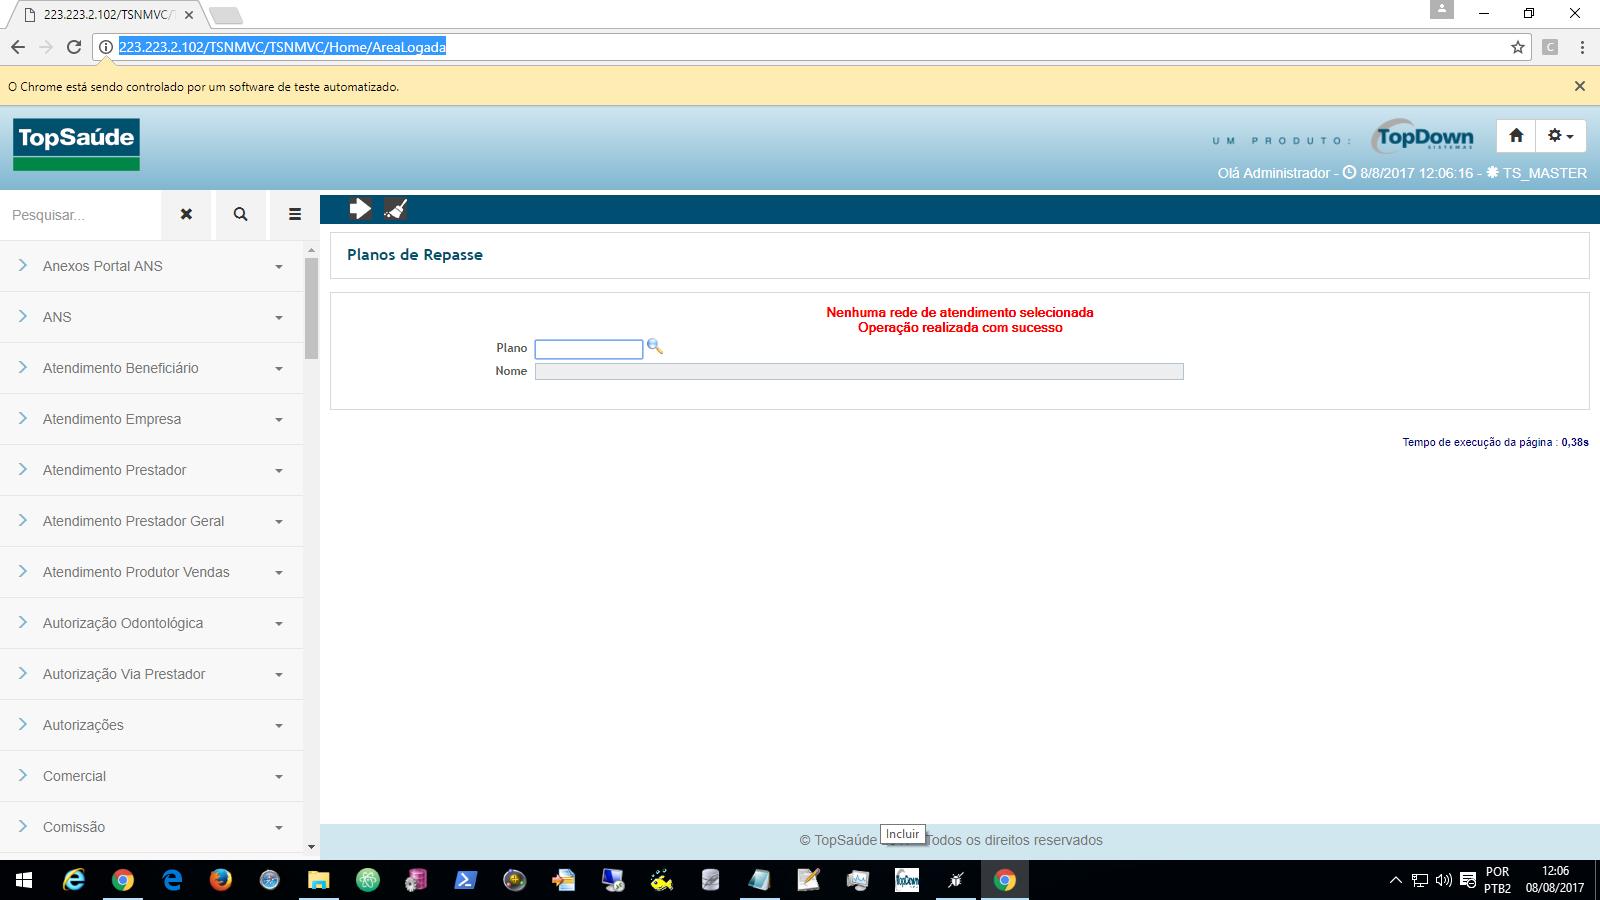 223.223.2.102/TSNMVC/T
223.223.2.102/TSNMVC/TSNMVC/Home/AreaLogada
C
O Chrome está sendo controlado por um software de teste automatizado.
TopSaúde
UM PRODUTO:
TopDown
SISTEMAS
Olá Administrador - 8/8/2017 12:06:16 - TS_MASTER
Pesquisar...
Anexos Portal ANS
ANS
Atendimento Beneficiário
Atendimento Empresa
Atendimento Prestador
Atendimento Prestador Geral
Atendimento Produtor Vendas
Autorização Odontológica
Autorização Via Prestador
Autorizações
Comercial
Comissão
Planos de Repasse
Nenhuma rede de atendimento selecionada
Operação realizada com sucesso
Plano
Nome
Tempo de execução da página : 0,38s
Incluir
© TopSaúde Todos os direitos reservados
TopDown
POR
PTB2
12:06
08/08/2017